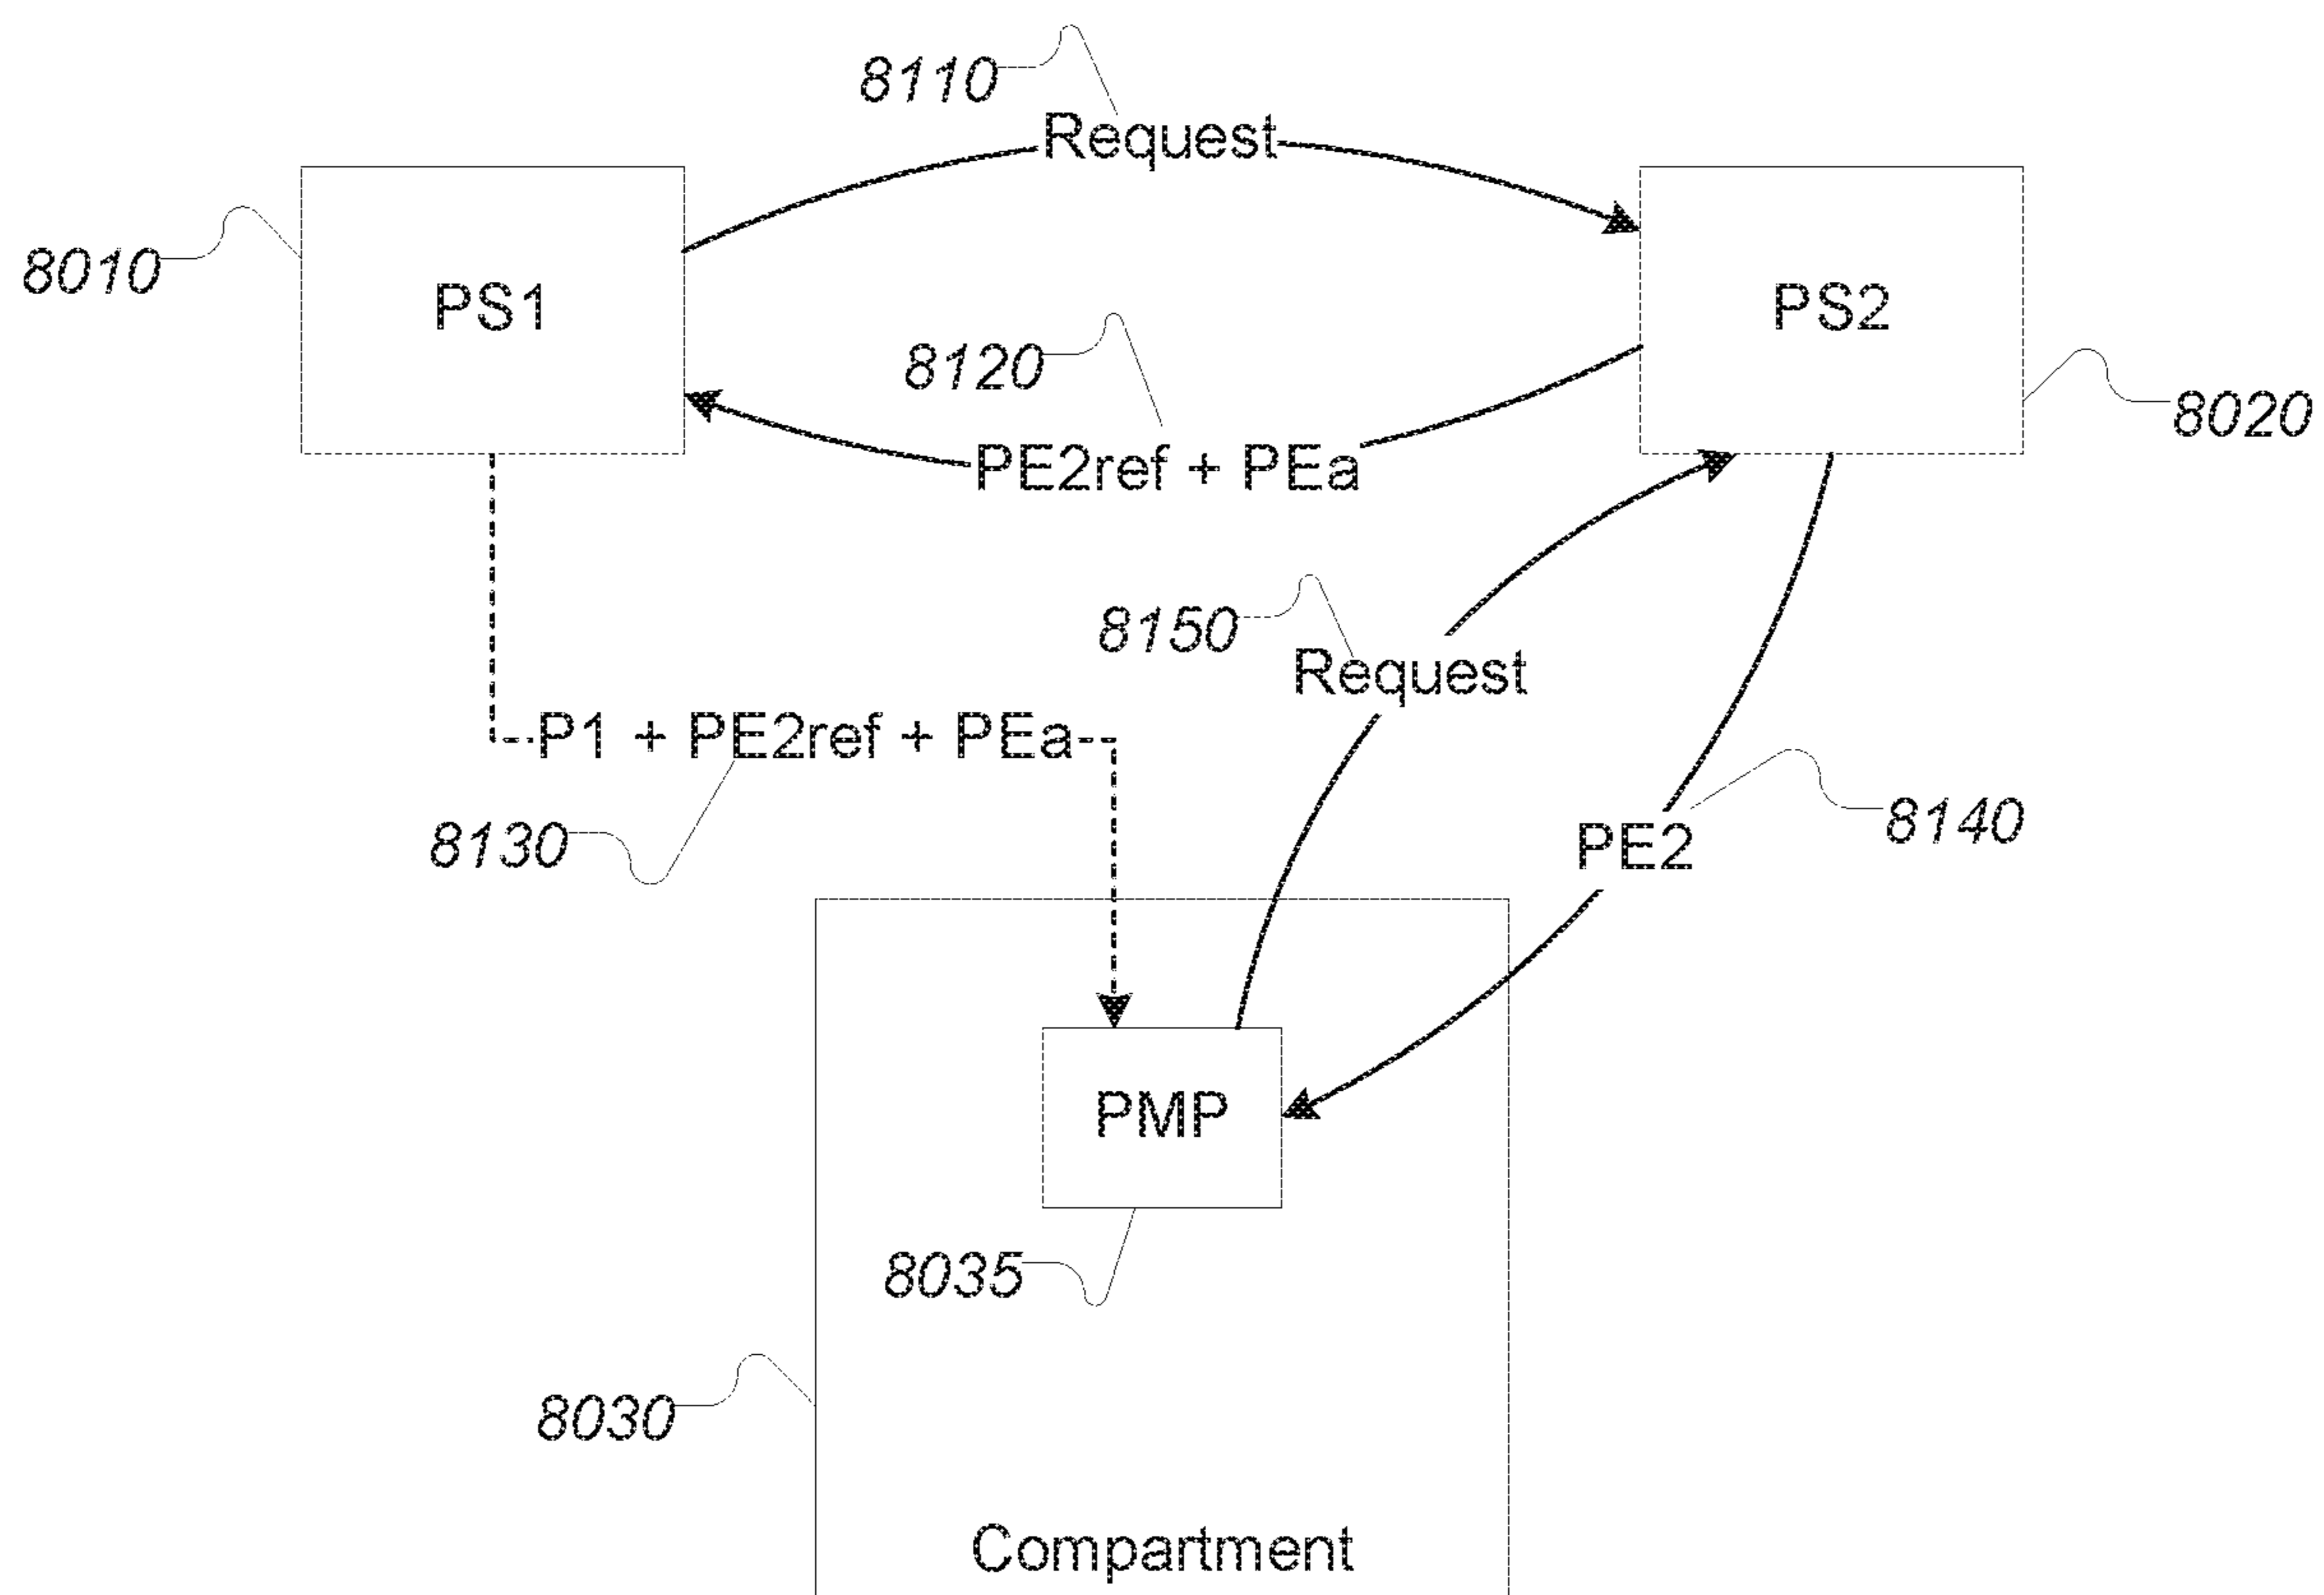 8110
Request
8010
PS1
PS2
8120
8020
PE2ref + PEa
8150
Request
P1 + PE2ref + PEa
8130
8140
PE2
PMP
8035
8030
Compartment